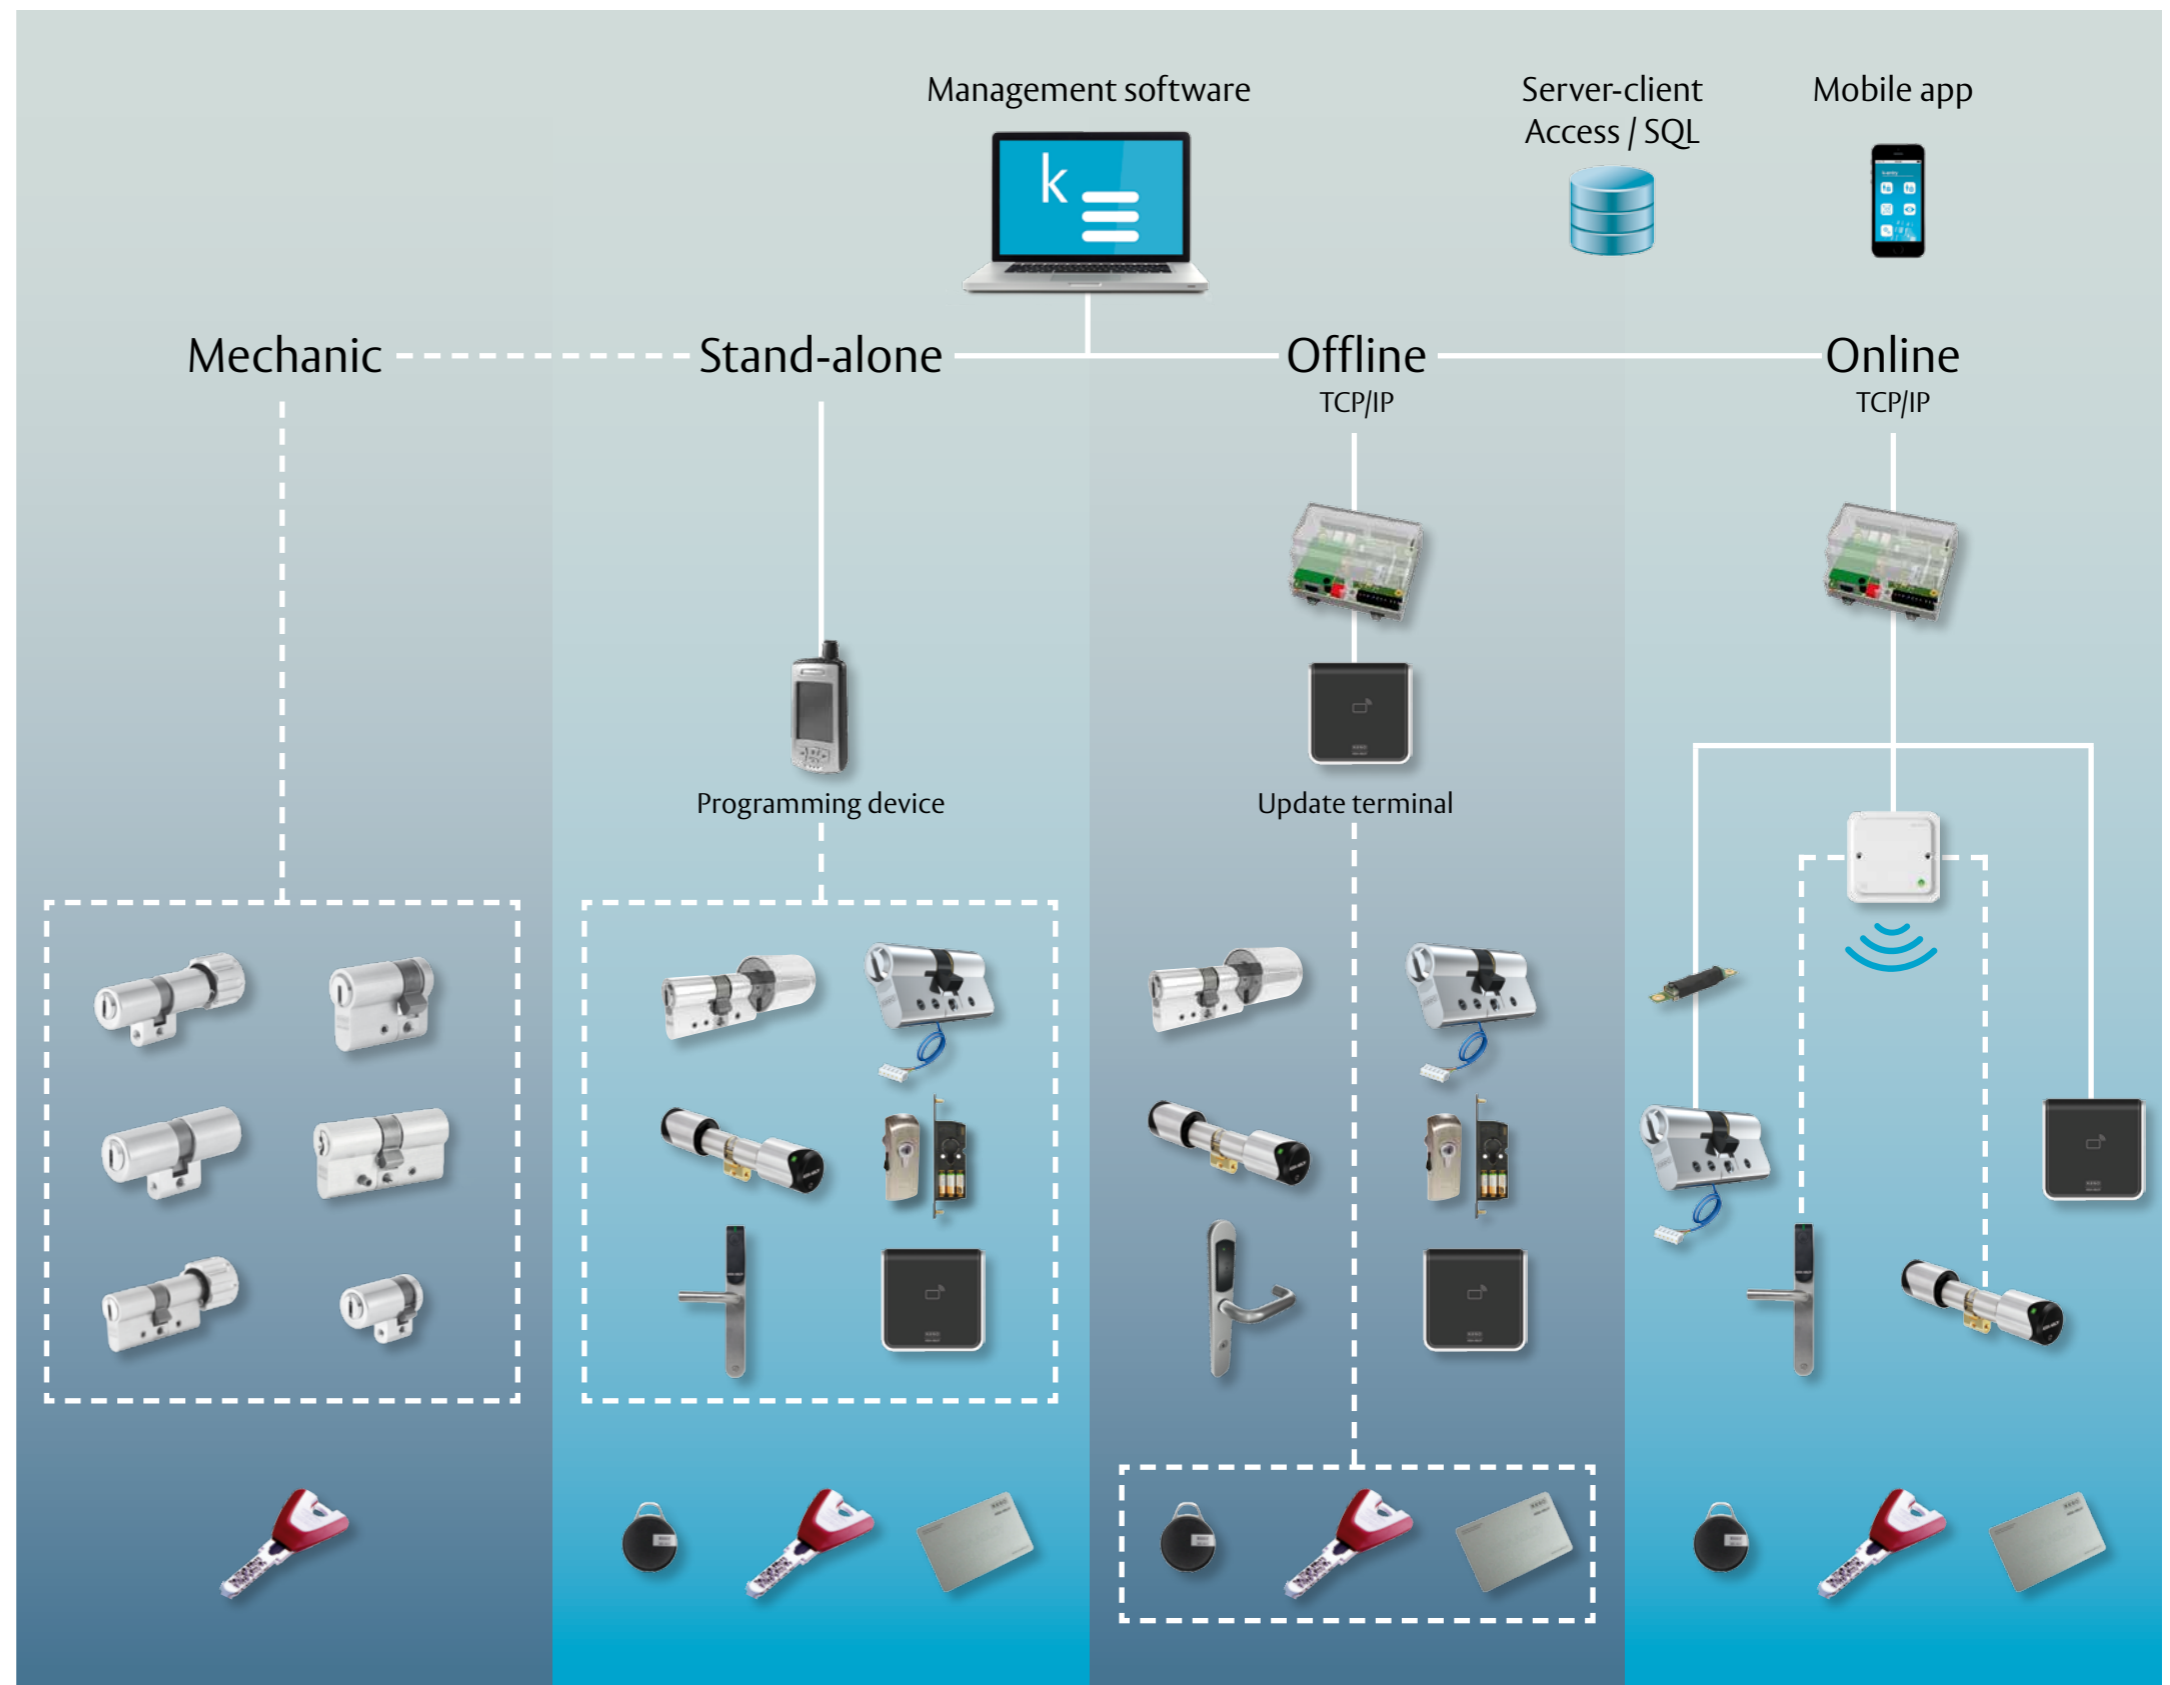 Management software
Server-client
Access / SQL
Mobile app
k
Mechanic
Stand-alone
Offline
TCP/IP
Online
TCP/IP
Programming device
Update terminal